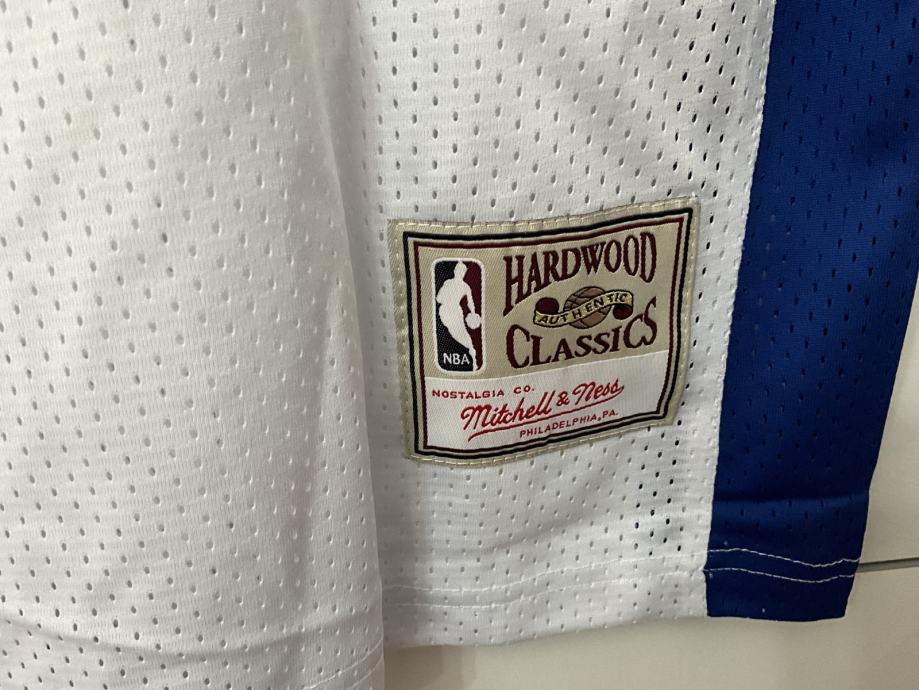 HARDWOOD
AUTHENTIC
CLASSICS
NBA
NOSTALGIA CO.
Mitchell & Ness
PHILADELPHIA, PA.